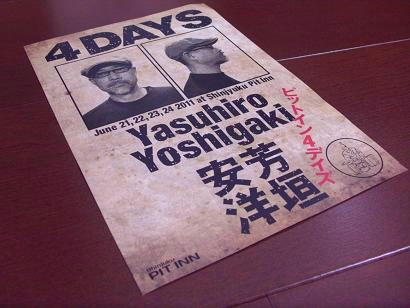 4DAYS
June 21,22,23,24 2011 at Shinjyuku Pit Inn
Yasuhiro
Yoshigaki
芳垣
安洋
ピットイン4デイズ
shinjuku
PIT INN